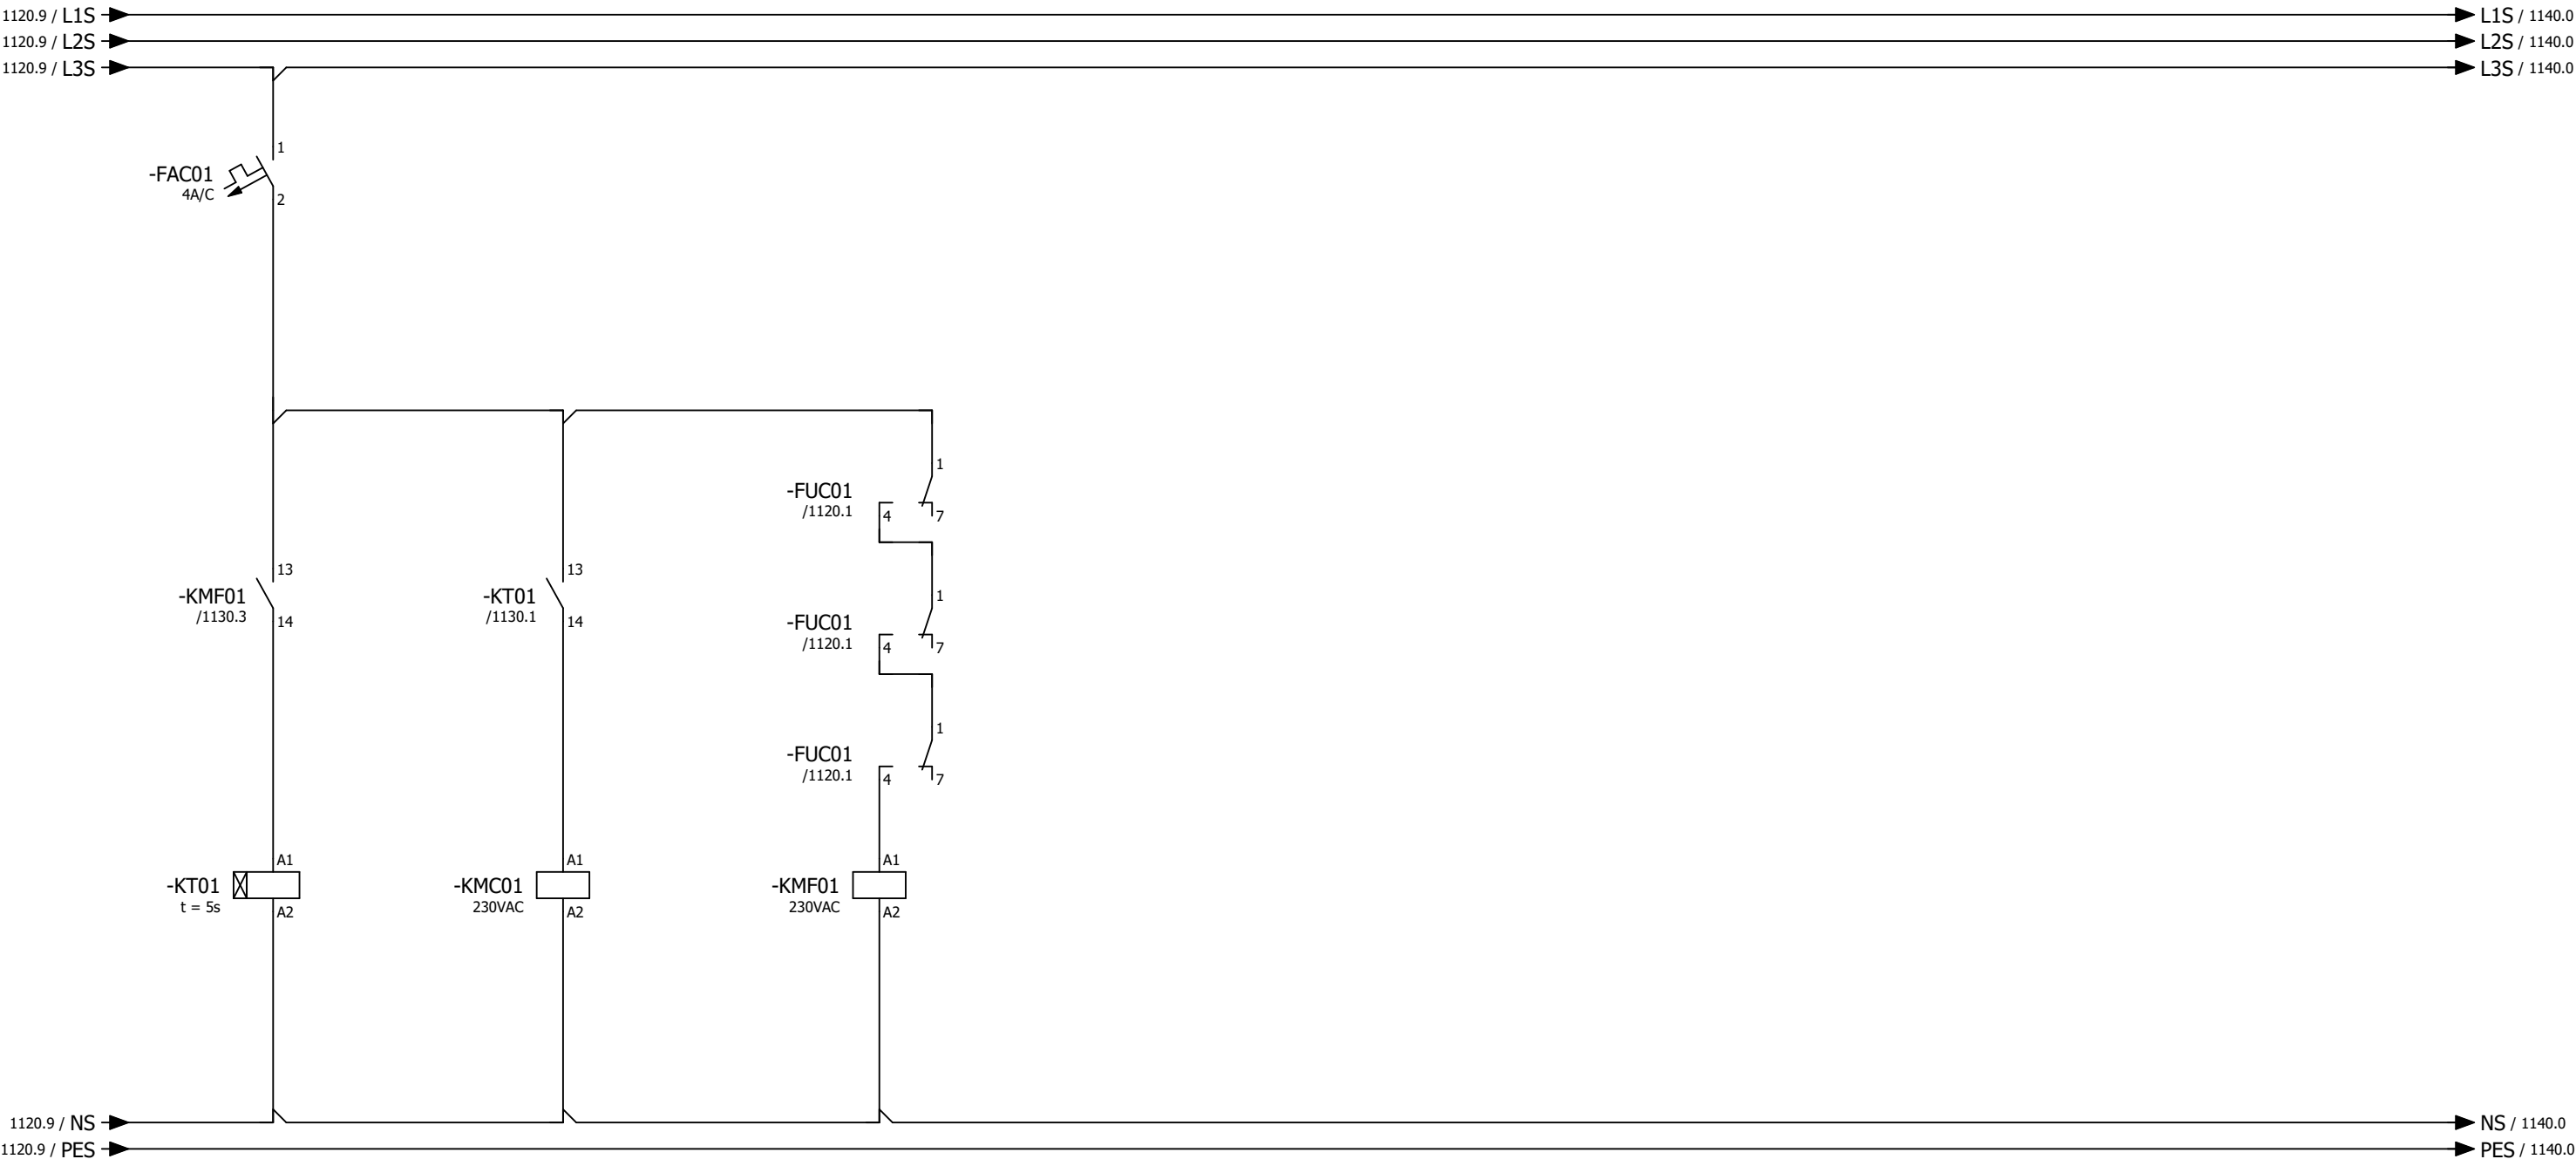 1120.9 / L1S
L1S / 1140.0
1120.9 / L2S
L2S / 1140.0
1120.9 / L3S
L3S / 1140.0
1
-FAC01
4A/C
2
1
-FUC01
/1120.1
4
7
13
-KMF01
/1130.3
14
13
-KT01
/1130.1
14
1
-FUC01
/1120.1
4
7
1
-FUC01
/1120.1
4
7
A1
-KT01
t = 5s
A2
A1
-KMC01
230VAC
A2
A1
-KMF01
230VAC
A2
1120.9 / NS
NS / 1140.0
1120.9 / PES
PES / 1140.0